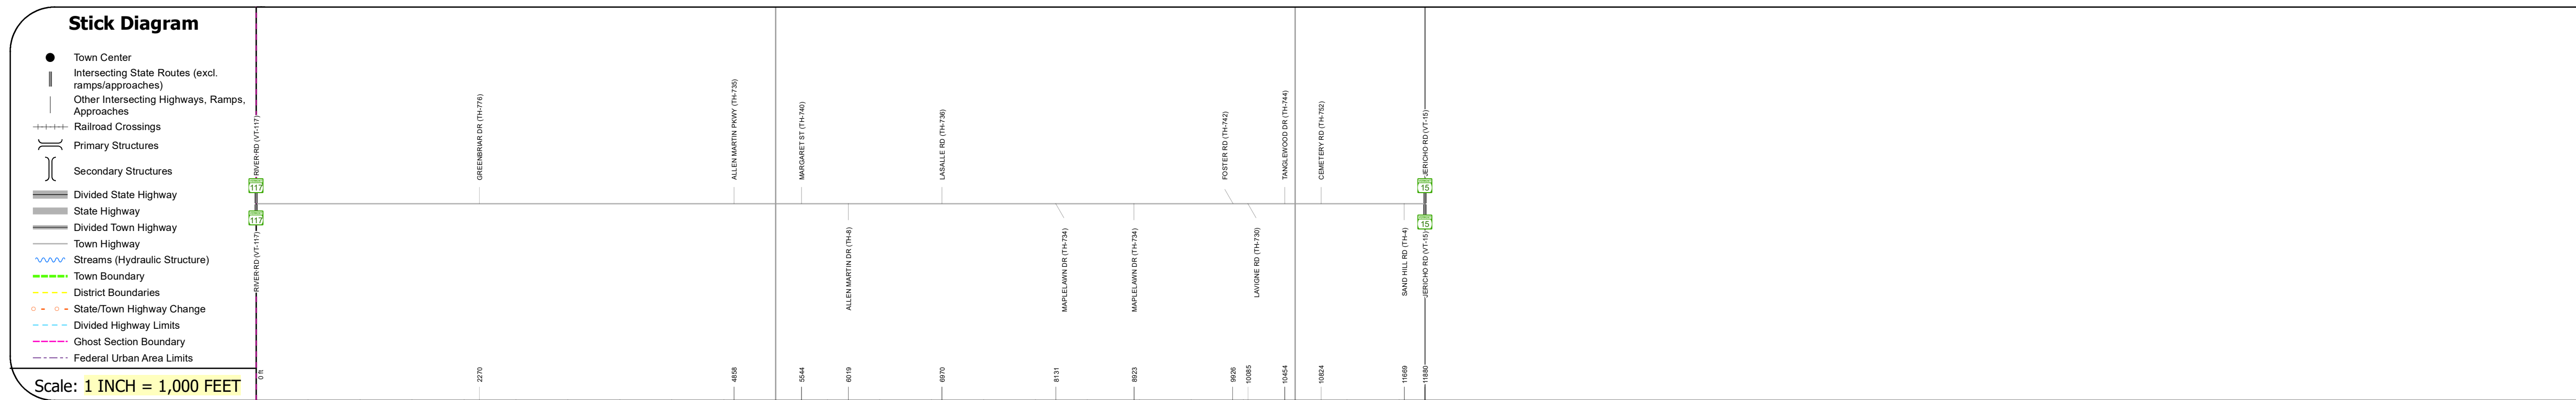 Stick Diagram
Town Center
Intersecting State Routes (excl.
ramps/approaches)
Other Intersecting Highways, Ramps,
Approaches
Railroad Crossings
Primary Structures
Secondary Structures
Divided State Highway
State Highway
Divided Town Highway
Town Highway
Streams (Hydraulic Structure)
Town Boundary
District Boundaries
State/Town Highway Change
Divided Highway Limits
Ghost Section Boundary
Federal Urban Area Limits
Scale: 1 INCH = 1,000 FEET
RIVER RD (VT-117)
GREENBRIAR DR (TH-776)
ALLEN MARTIN PKWY (TH-735)
MARGARET ST (TH-740)
LASALLE RD (TH-736)
FOSTER RD (TH-742)
TANGLEWOOD DR (TH-744)
CEMETERY RD (TH-752)
JERICHO RD (VT-15)
117
15
117
15
RIVER RD (VT-117)
ALLEN MARTIN DR (TH-8)
MAPLELAWN DR (TH-734)
MAPLELAWN DR (TH-734)
LAVIGNE RD (TH-730)
SAND HILL RD (TH-4)
JERICHO RD (VT-15)
0 ft
2270
4858
5544
6019
6970
8131
8923
9926
10085
10454
10824
11669
11880